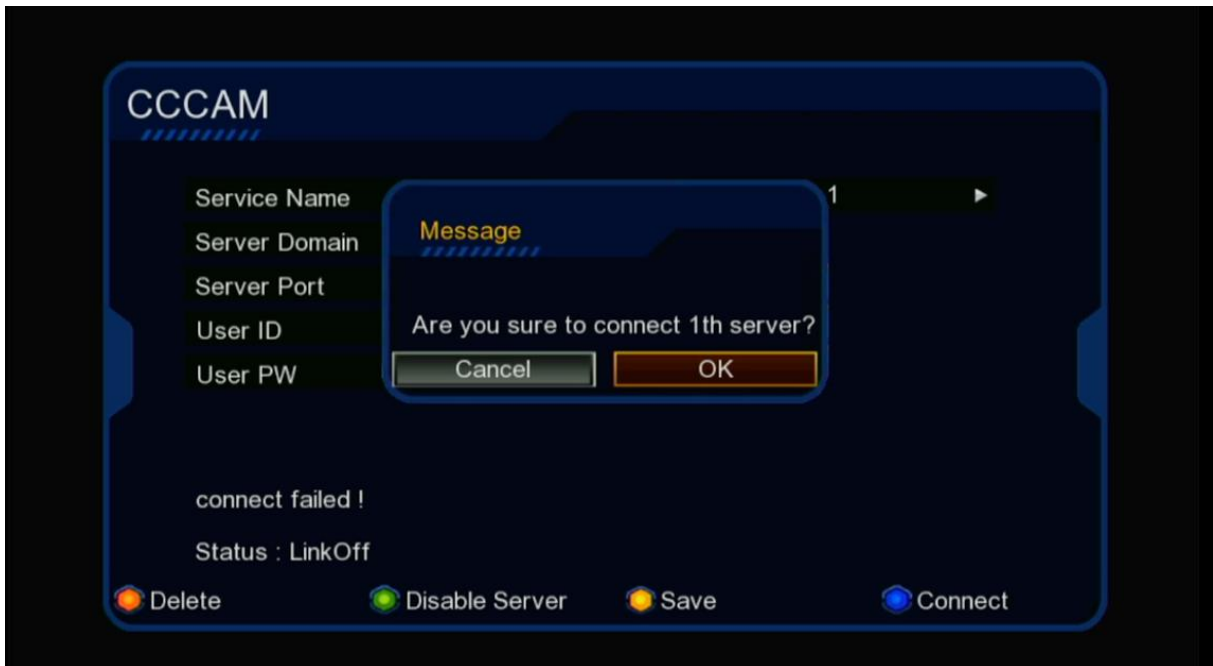 CCCAM
Service Name
1
Server Domain
Server Port
User ID
User PW
Message
Are you sure to connect 1th server?
Cancel OK
connect failed !
Status : LinkOff
Delete Disable Server Save Connect